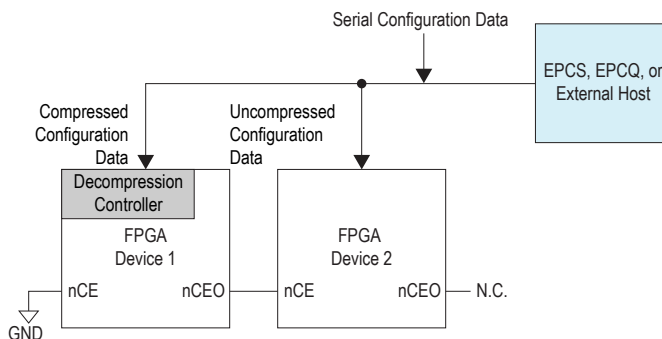 Serial Configuration Data
EPCS, EPCQ, or
External Host
Compressed
Configuration
Data
Uncompressed
Configuration
Data
Decompression
Controller
FPGA
Device 1
FPGA
Device 2
nCE
nCEO
nCE
nCEO
N.C.
GND